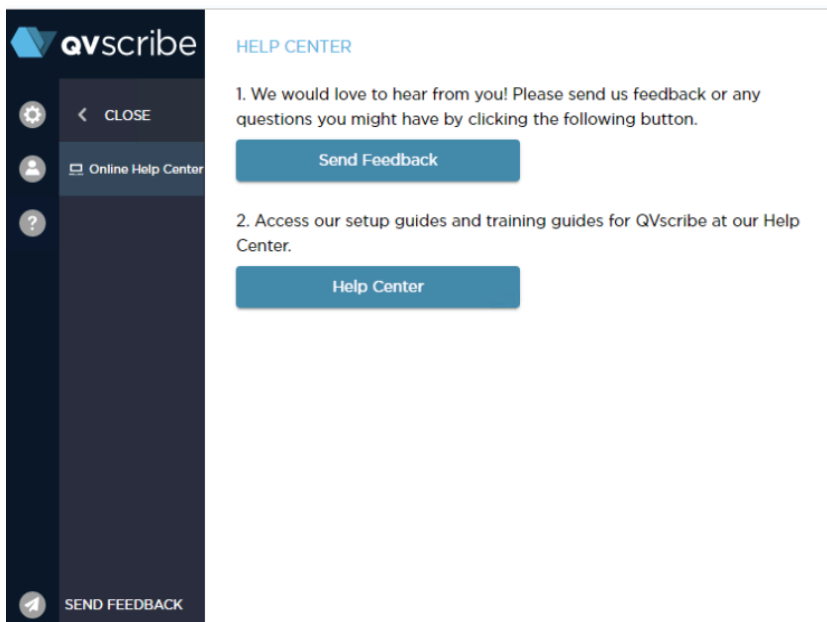 QVscribe
HELP CENTER
CLOSE
1. We would love to hear from you! Please send us feedback or any
questions you might have by clicking the following button.
Online Help Center
Send Feedback
?
2. Access our setup guides and training guides for QVscribe at our Help
Center.
Help Center
SEND FEEDBACK